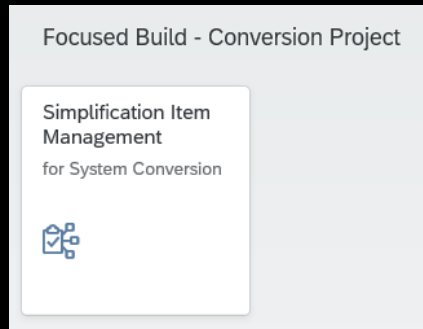 Focused Build - Conversion Project
Simplification Item
Management
for System Conversion